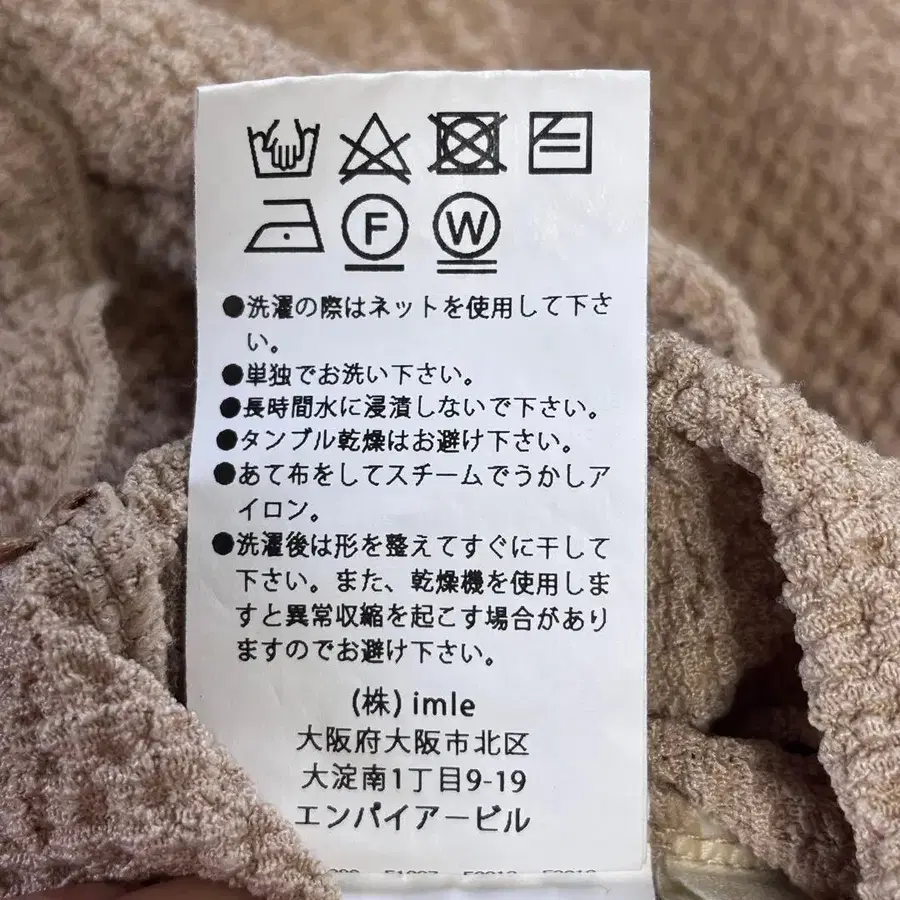 F W
●洗濯の際はネットを使用して下さ
い。
●単独でお洗い下さい。
●長時間水に浸漬しないで下さい。
●タンブル乾燥はお避け下さい。
●あて布をしてスチームでうかしア
イロン。
●洗濯後は形を整えてすぐに干して
下さい。また、乾燥機を使用しま
すと異常収縮を起こす場合があり
ますのでお避け下さい。
(株) imle
大阪府大阪市北区
大淀南1丁目9-19
エンパイアービル